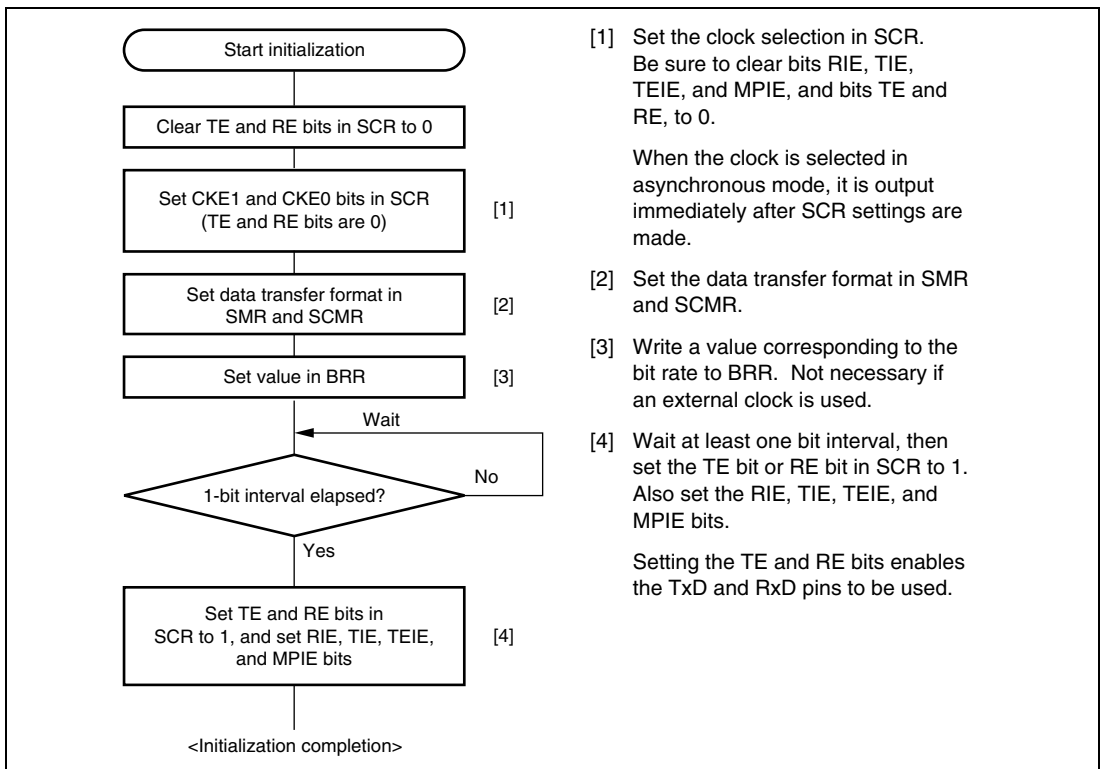 Start initialization
Clear TE and RE bits in SCR to 0
Set CKE1 and CKE0 bits in SCR
(TE and RE bits are 0)
[1]
Set data transfer format in
SMR and SCMR
[2]
Set value in BRR
[3]
Wait
1-bit interval elapsed?
No
Yes
Set TE and RE bits in
SCR to 1, and set RIE, TIE, TEIE,
and MPIE bits
[4]
<Initialization completion>
[1] Set the clock selection in SCR.
Be sure to clear bits RIE, TIE,
TEIE, and MPIE, and bits TE and
RE, to 0.
When the clock is selected in
asynchronous mode, it is output
immediately after SCR settings are
made.
[2] Set the data transfer format in SMR
and SCMR.
[3] Write a value corresponding to the
bit rate to BRR. Not necessary if
an external clock is used.
[4] Wait at least one bit interval, then
set the TE bit or RE bit in SCR to 1.
Also set the RIE, TIE, TEIE, and
MPIE bits.
Setting the TE and RE bits enables
the TxD and RxD pins to be used.